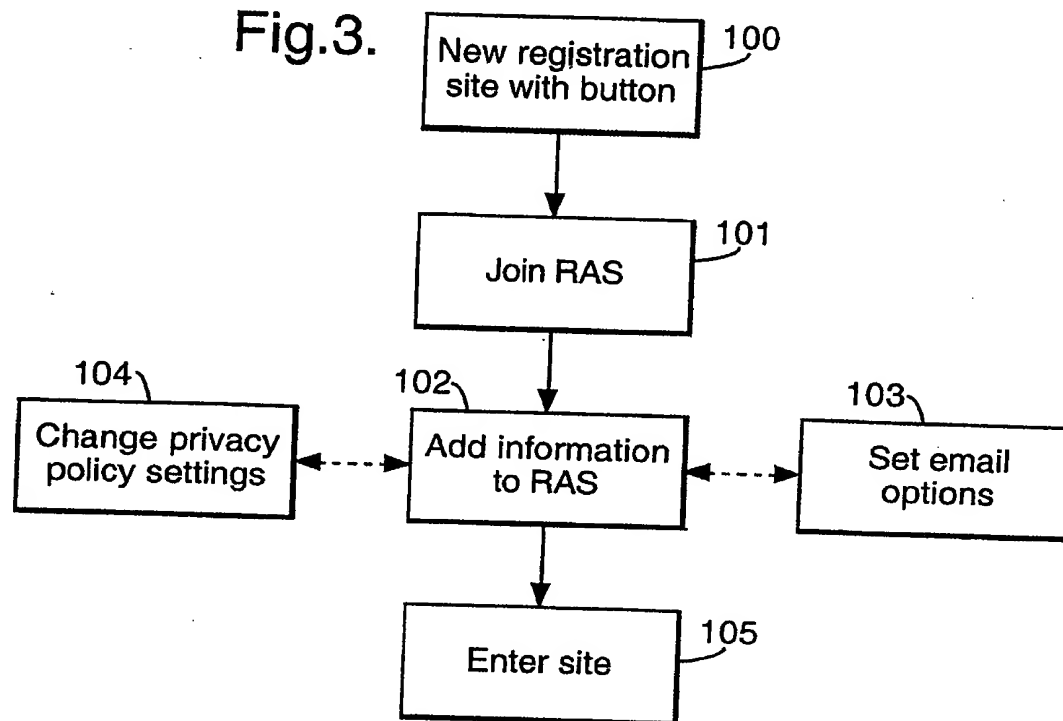 Fig.3.
New registration
site with button
100
Join RAS
101
104
Change privacy
policy settings
102
Add information
to RAS
103
Set email
options
Enter site
105